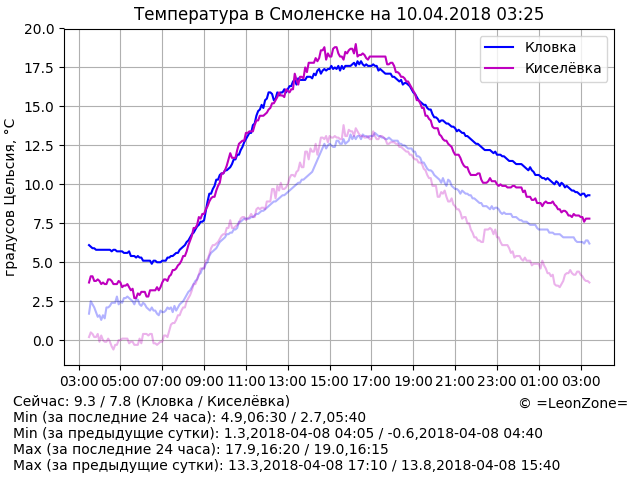 Температура в Смоленске на 10.04.2018 03:25
градусов Цельсия, °C
20.0
17.5
15.0
12.5
10.0
7.5
5.0
2.5
0.0
Кловка
Киселёвка
03:00 05:00 07:00 09:00 11:00 13:00 15:00 17:00 19:00 21:00 23:00 01:00 03:00
Сейчас: 9.3 / 7.8 (Кловка / Киселёвка)
© =LeonZone=
Min (за последние 24 часа): 4.9,06:30 / 2.7,05:40
Min (за предыдущие сутки): 1.3,2018-04-08 04:05 / -0.6,2018-04-08 04:40
Max (за последние 24 часа): 17.9,16:20 / 19.0,16:15
Max (за предыдущие сутки): 13.3,2018-04-08 17:10 / 13.8,2018-04-08 15:40